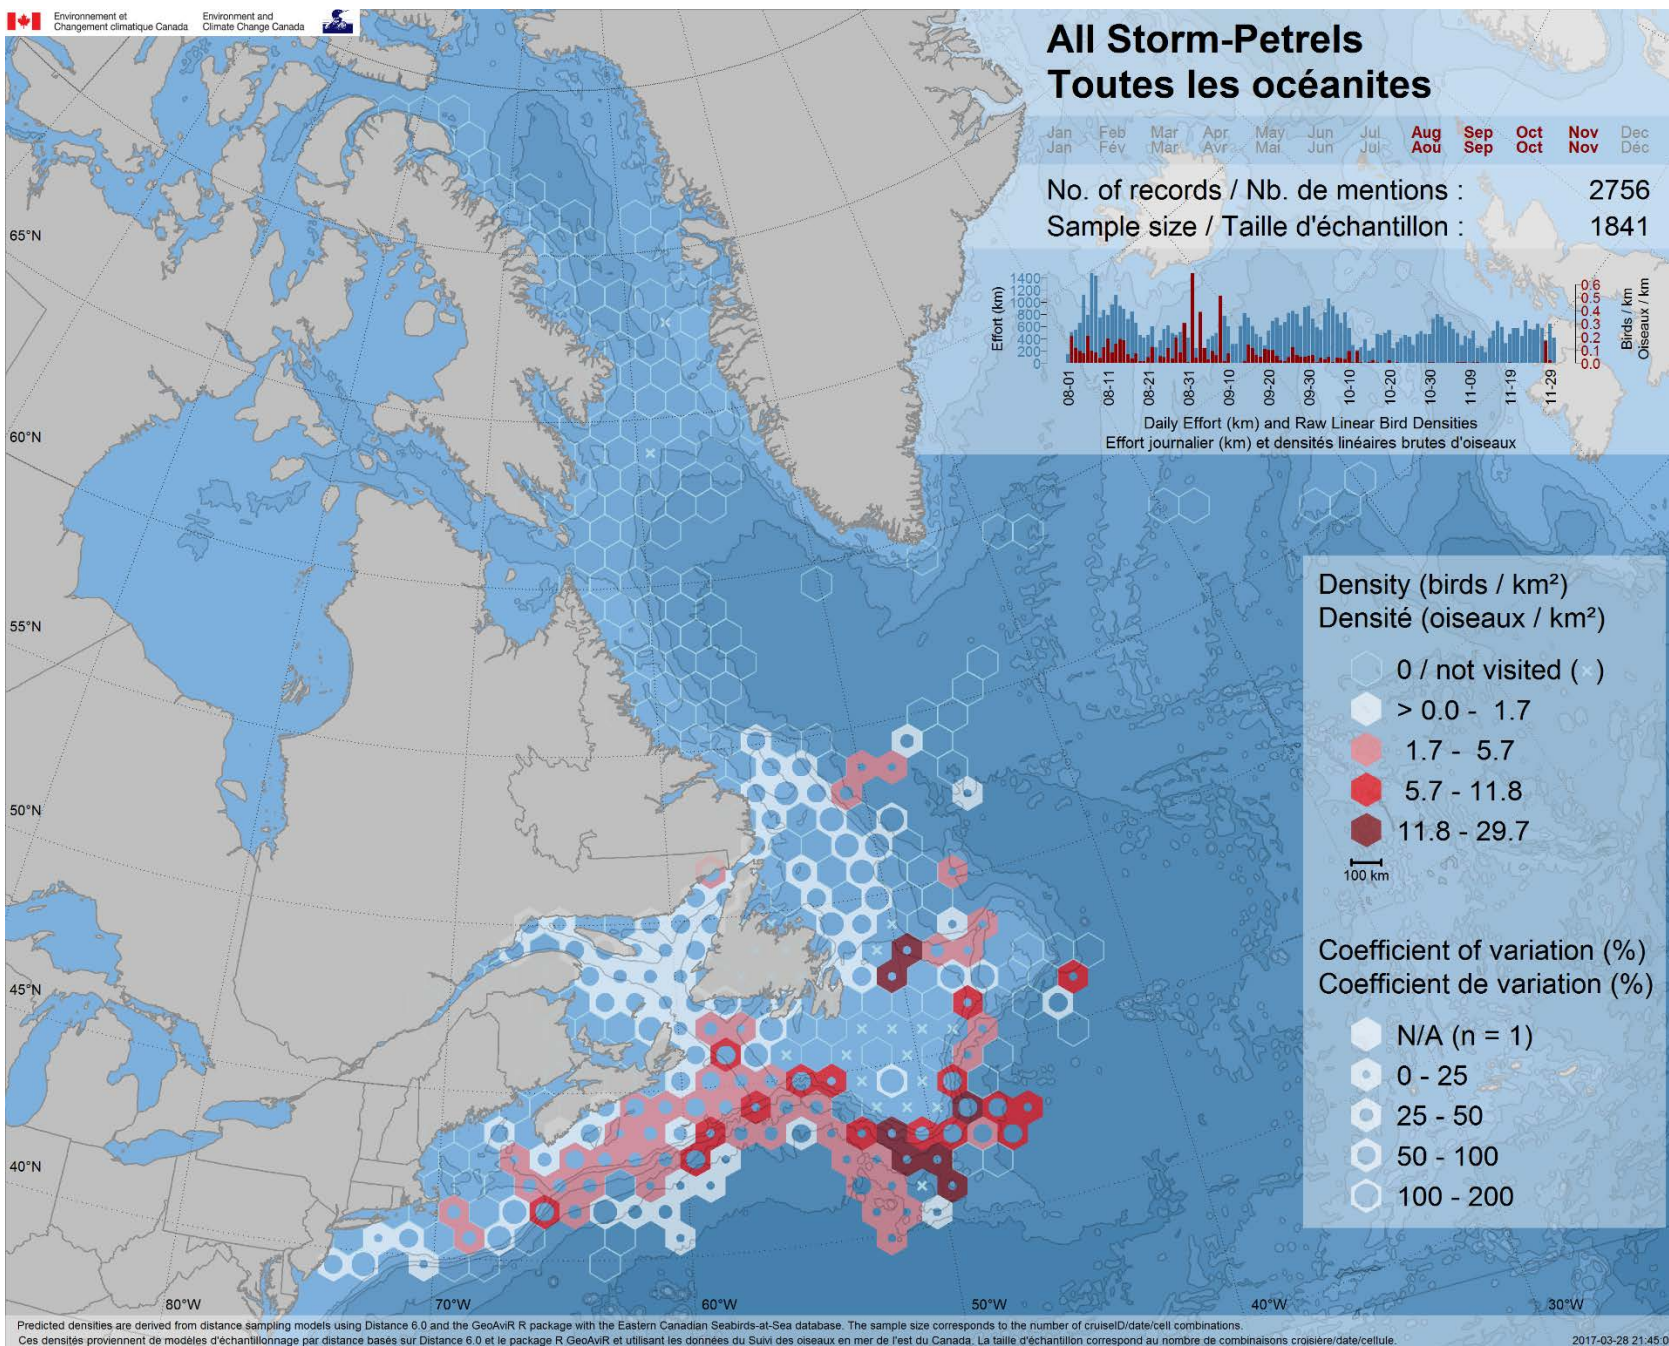 Environnement et
Changement climatique Canada
Environment and
Climate Change Canada
All Storm-Petrels
Toutes les océanites
Jan Feb Mar Apr May Jun Jul Aug Sep Oct Nov Dec
Jan Fév Mar Avr Mai Jun Jul Aoû Sep Oct Nov Déc
No. of records / Nb. de mentions : 2756
Sample size / Taille d'échantillon : 1841
Effort (km)
1400
1200
1000
800
600
400
200
0
0.6
0.5
0.4
0.3
0.2
0.1
0.0
Birds / km
Oiseaux / km
08-01 08-11 08-21 08-31 09-10 09-20 09-30 10-10 10-20 10-30 11-09 11-19 11-29
Daily Effort (km) and Raw Linear Bird Densities
Effort journalier (km) et densités linéaires brutes d'oiseaux
65°N
60°N
55°N
50°N
45°N
40°N
Density (birds / km²)
Densité (oiseaux / km²)
0 / not visited (×)
> 0.0 - 1.7
1.7 - 5.7
5.7 - 11.8
11.8 - 29.7
100 km
Coefficient of variation (%)
Coefficient de variation (%)
N/A (n = 1)
0 - 25
25 - 50
50 - 100
100 - 200
80°W 70°W 60°W 50°W 40°W 30°W
Predicted densities are derived from distance sampling models using Distance 6.0 and the GeoAviR R package with the Eastern Canadian Seabirds-at-Sea database. The sample size corresponds to the number of cruiseID/date/cell combinations.
Ces densités proviennent de modèles d'échantillonnage par distance basés sur Distance 6.0 et le package R GeoAviR et utilisant les données du Suivi des oiseaux en mer de l'est du Canada. La taille d'échantillon correspond au nombre de combinaisons croisière/date/cellule.
2017-03-28 21:45:0